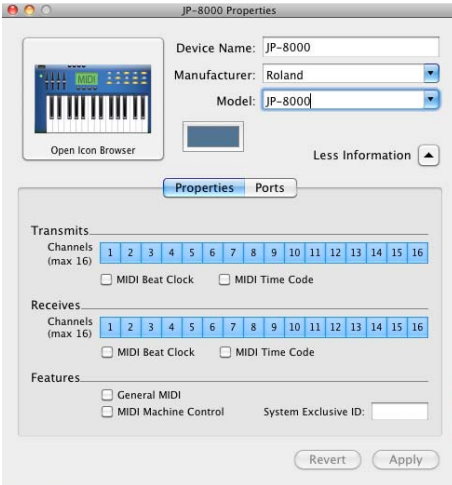 JP-8000 Properties
Device Name: JP-8000
Manufacturer: Roland
Model: JP-8000
MIDI
Open Icon Browser
Less Information
Properties Ports
Transmits
Channels (max 16) 1 2 3 4 5 6 7 8 9 10 11 12 13 14 15 16
MIDI Beat Clock MIDI Time Code
Receives
Channels (max 16) 1 2 3 4 5 6 7 8 9 10 11 12 13 14 15 16
MIDI Beat Clock MIDI Time Code
Features
General MIDI
MIDI Machine Control System Exclusive ID:
Revert Apply